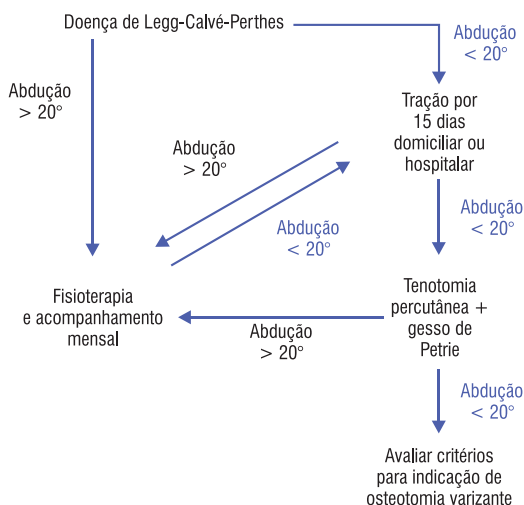 Doença de Legg-Calvé-Perthes
Abdução
< 20°
Abdução
> 20°
Tração por
15 dias
domiciliar ou
hospitalar
Abdução
> 20°
Abdução
< 20°
Abdução
< 20°
Fisioterapia
e acompanhamento
mensal
Tenotomia
percutânea +
gesso de
Petrie
Abdução
> 20°
Abdução
< 20°
Avaliar critérios
para indicação de
osteotomia varizante